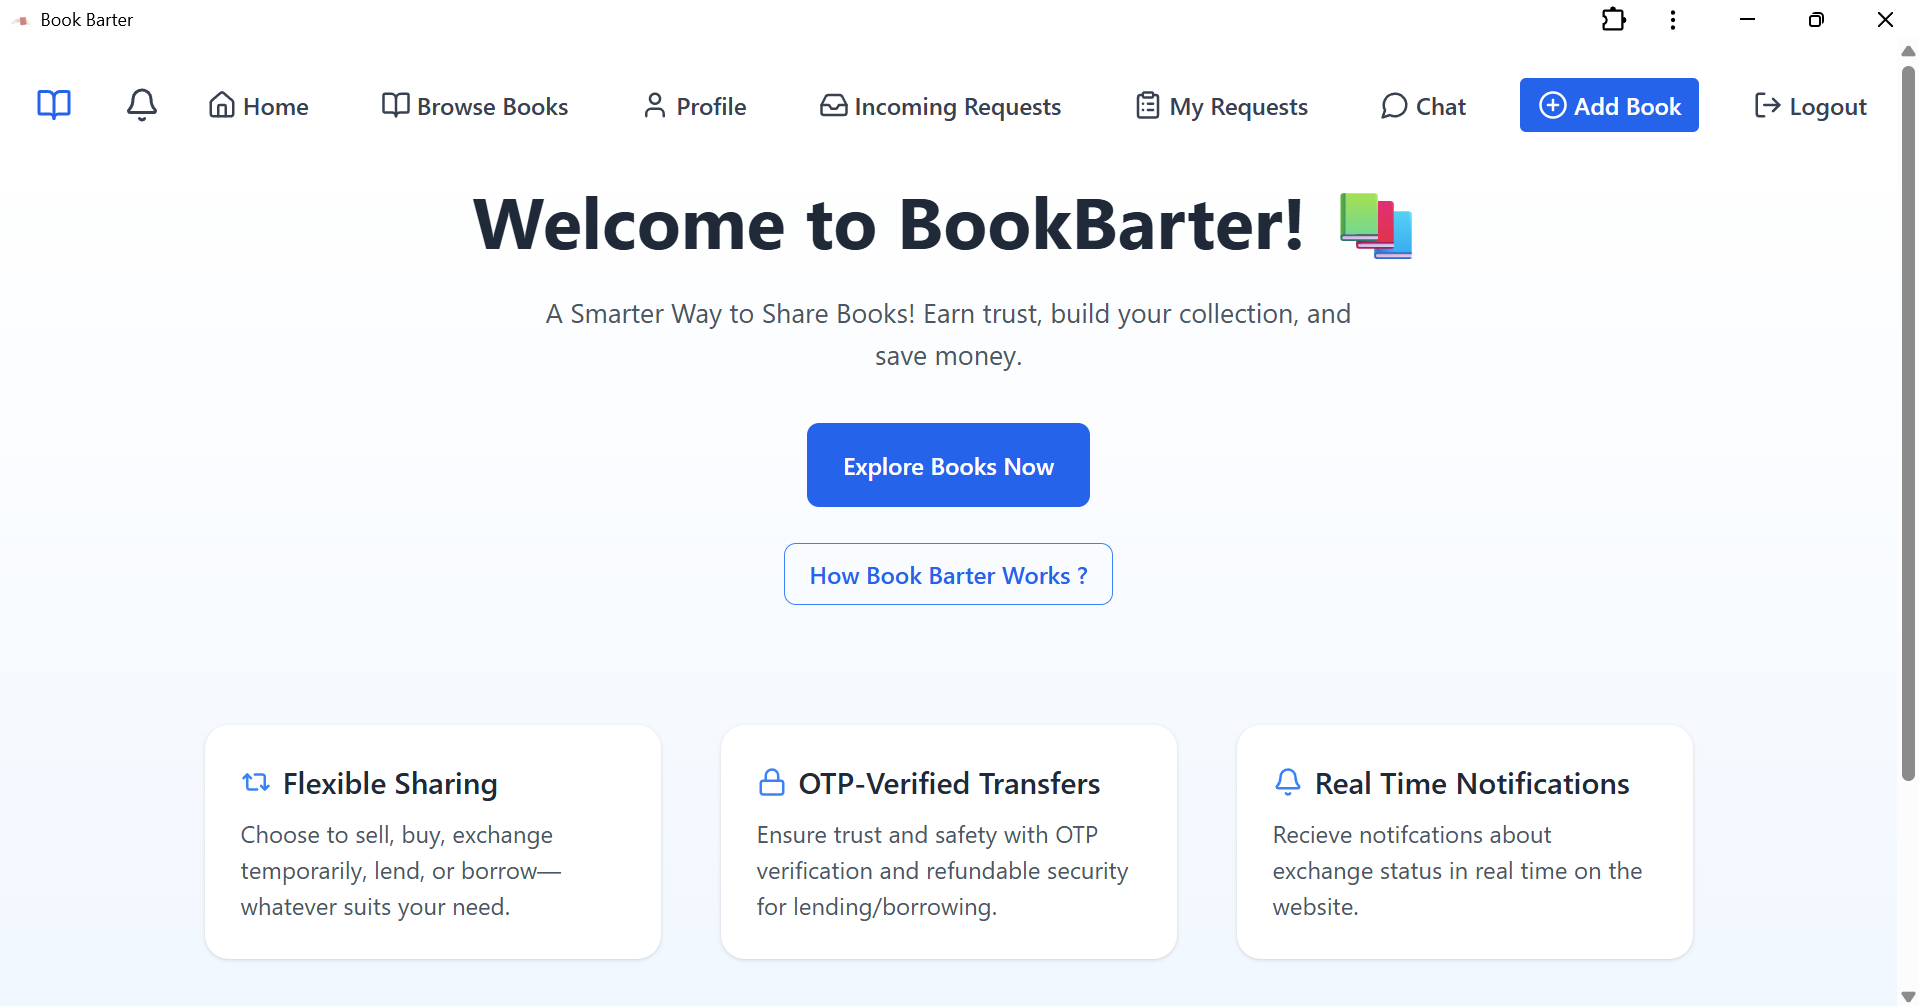 Book Barter
Home
Browse Books
Profile
Incoming Requests
My Requests
Chat
Add Book
Logout
Welcome to BookBarter!
A Smarter Way to Share Books! Earn trust, build your collection, and
save money.
Explore Books Now
How Book Barter Works ?
Flexible Sharing
Choose to sell, buy, exchange
temporarily, lend, or borrow—
whatever suits your need.
OTP-Verified Transfers
Ensure trust and safety with OTP
verification and refundable security
for lending/borrowing.
Real Time Notifications
Recieve notifcations about
exchange status in real time on the
website.